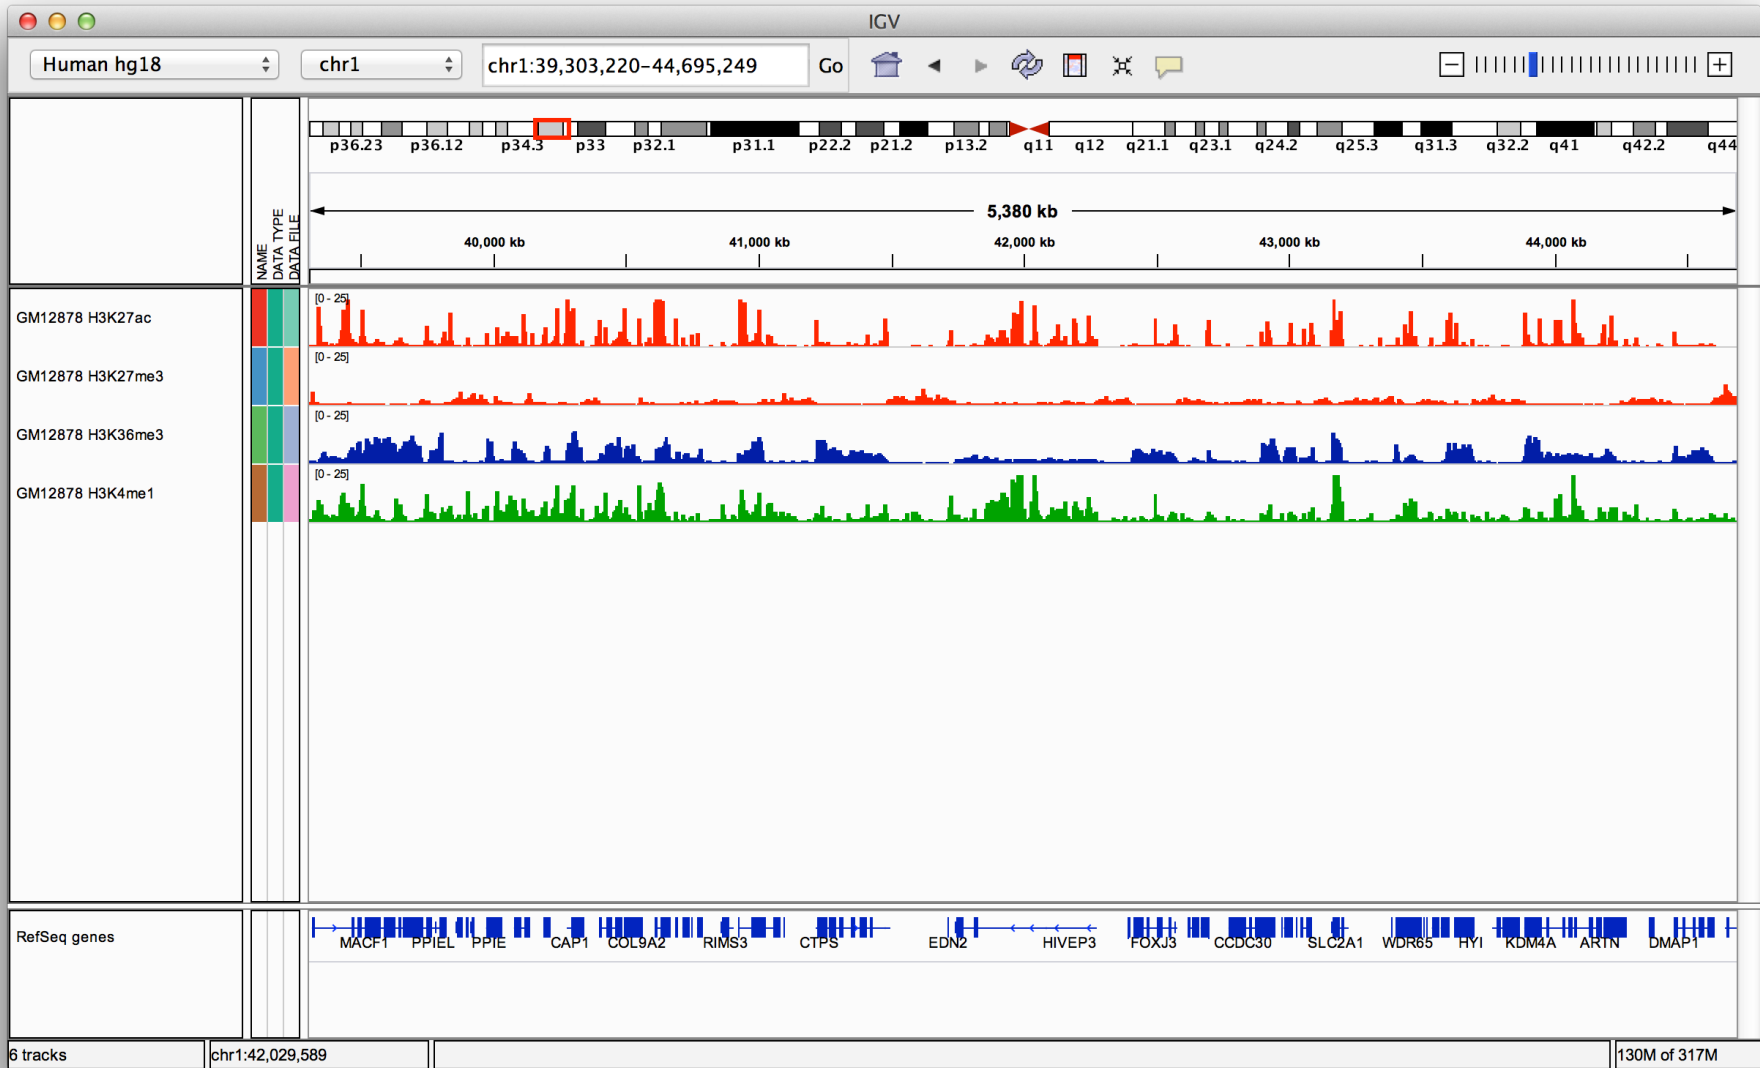 IGV
Human hg18 chr1 chr1:39,303,220-44,695,249 Go
p36.23 p36.12 p34.3 p33 p32.1 p31.1 p22.2 p21.2 p13.2 q11 q12 q21.1 q23.1 q24.2 q25.3 q31.3 q32.2 q41 q42.2 q44
5,380 kb
40,000 kb 41,000 kb 42,000 kb 43,000 kb 44,000 kb
NAME
DATA TYPE
DATA FILE
GM12878 H3K27ac [0 - 25]
GM12878 H3K27me3 [0 - 25]
GM12878 H3K36me3 [0 - 25]
GM12878 H3K4me1 [0 - 25]
RefSeq genes
MACF1 PPIEL PPIE CAP1 COL9A2 RIMS3 CTPS EDN2 HIVEP3 FOXJ3 CCDC30 SLC2A1 WDR65 HYI KDM4A ARTN DMAP1
6 tracks chr1:42,029,589 130M of 317M